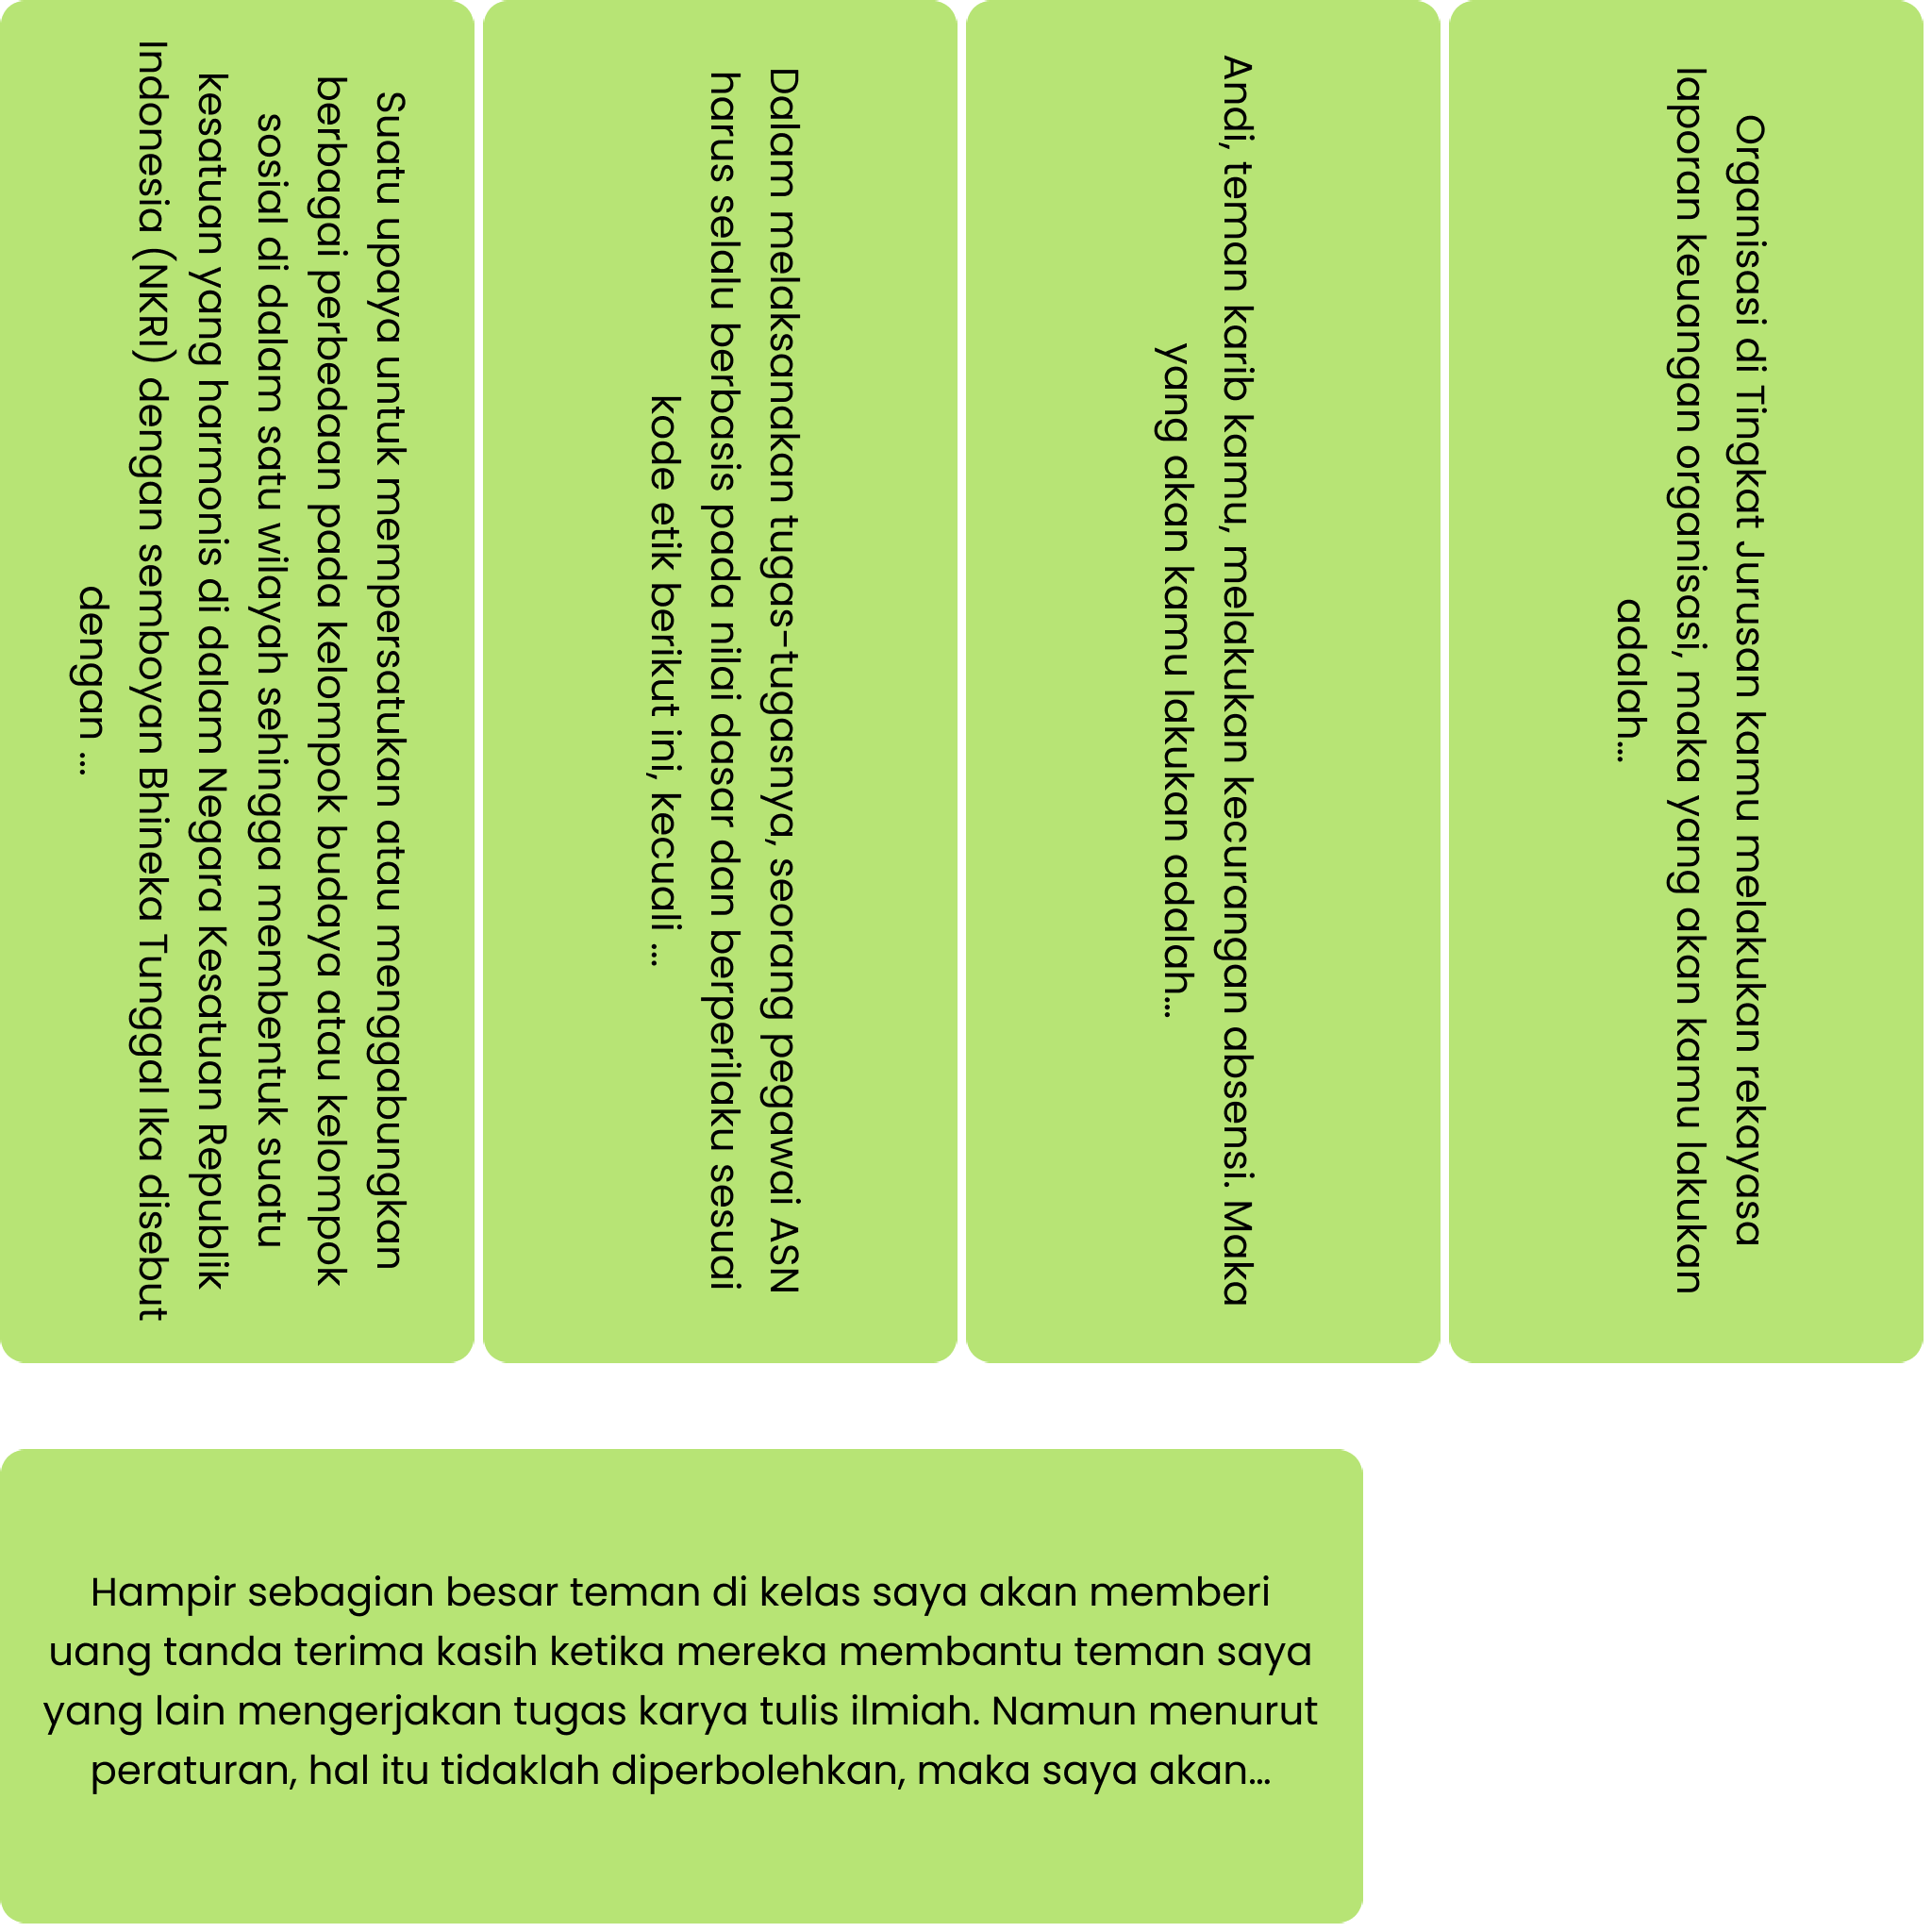 Suatu upaya untuk mempersatukan atau menggabungkan
berbagai perbedaan pada kelompok budaya atau kelompok
sosial di dalam satu wilayah sehingga membentuk suatu
kesatuan yang harmonis di dalam Negara Kesatuan Republik
Indonesia (NKRI) dengan semboyan Bhineka Tunggal Ika disebut
dengan ...
Dalam melaksanakan tugas-tugasnya, seorang pegawai ASN
harus selalu berbasis pada nilai dasar dan berperilaku sesuai
kode etik berikut ini, kecuali ...
Andi, teman karib kamu, melakukan kecurangan absensi. Maka
yang akan kamu lakukan adalah...
Organisasi di Tingkat Jurusan kamu melakukan rekayasa
laporan keuangan organisasi, maka yang akan kamu lakukan
adalah...
Hampir sebagian besar teman di kelas saya akan memberi
uang tanda terima kasih ketika mereka membantu teman saya
yang lain mengerjakan tugas karya tulis ilmiah. Namun menurut
peraturan, hal itu tidaklah diperbolehkan, maka saya akan...